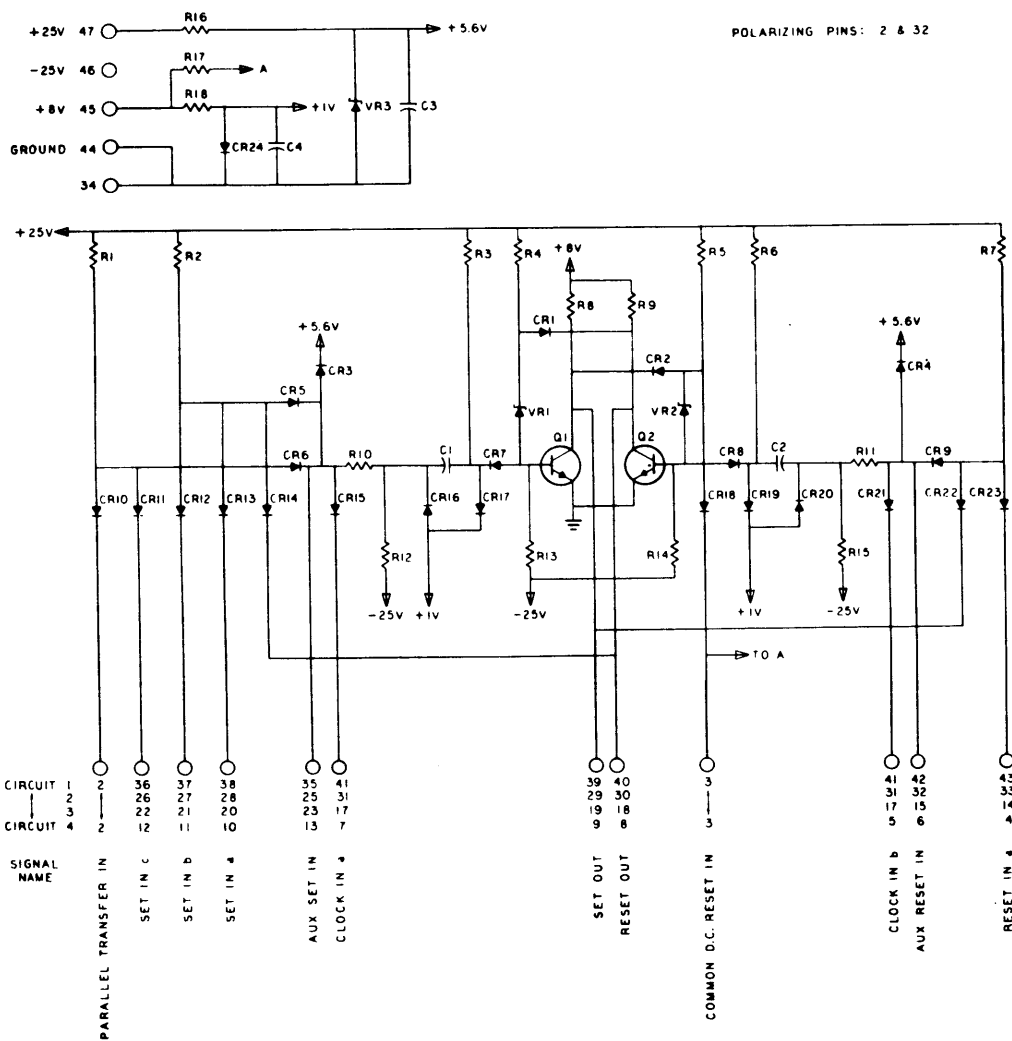 R16
+25V 47
+5.6V
POLARIZING PINS: 2 & 32
R17
-25V 46
A
R18
+8V 45
+1V
VR3
C3
GROUND 44
CR24
C4
34
+25V
R1
R2
R3
R4
+8V
R5
R6
R7
R8
R9
CR1
+5.6V
+5.6V
CR3
CR2
CR4
CR5
VR1
VR2
Q1
Q2
CR6
R10
C1
CR7
CR8
C2
R11
CR9
CR10
CR11
CR12
CR13
CR14
CR15
CR16
CR17
CR18
CR19
CR20
CR21
CR22
CR23
R12
R13
R14
R15
-25V
+1V
-25V
+1V
-25V
TO A
CIRCUIT 1 2 36 37 38 35 41 39 40 3 41 42 43
2 26 27 28 25 31 29 30 31 32 33
3 22 21 20 23 17 19 18 17 15 14
CIRCUIT 4 2 12 11 10 13 7 9 8 3 5 6 4
SIGNAL
NAME
PARALLEL TRANSFER IN
SET IN c
SET IN b
SET IN a
AUX SET IN
CLOCK IN a
SET OUT
RESET OUT
COMMON D.C. RESET IN
CLOCK IN b
AUX RESET IN
RESET IN a